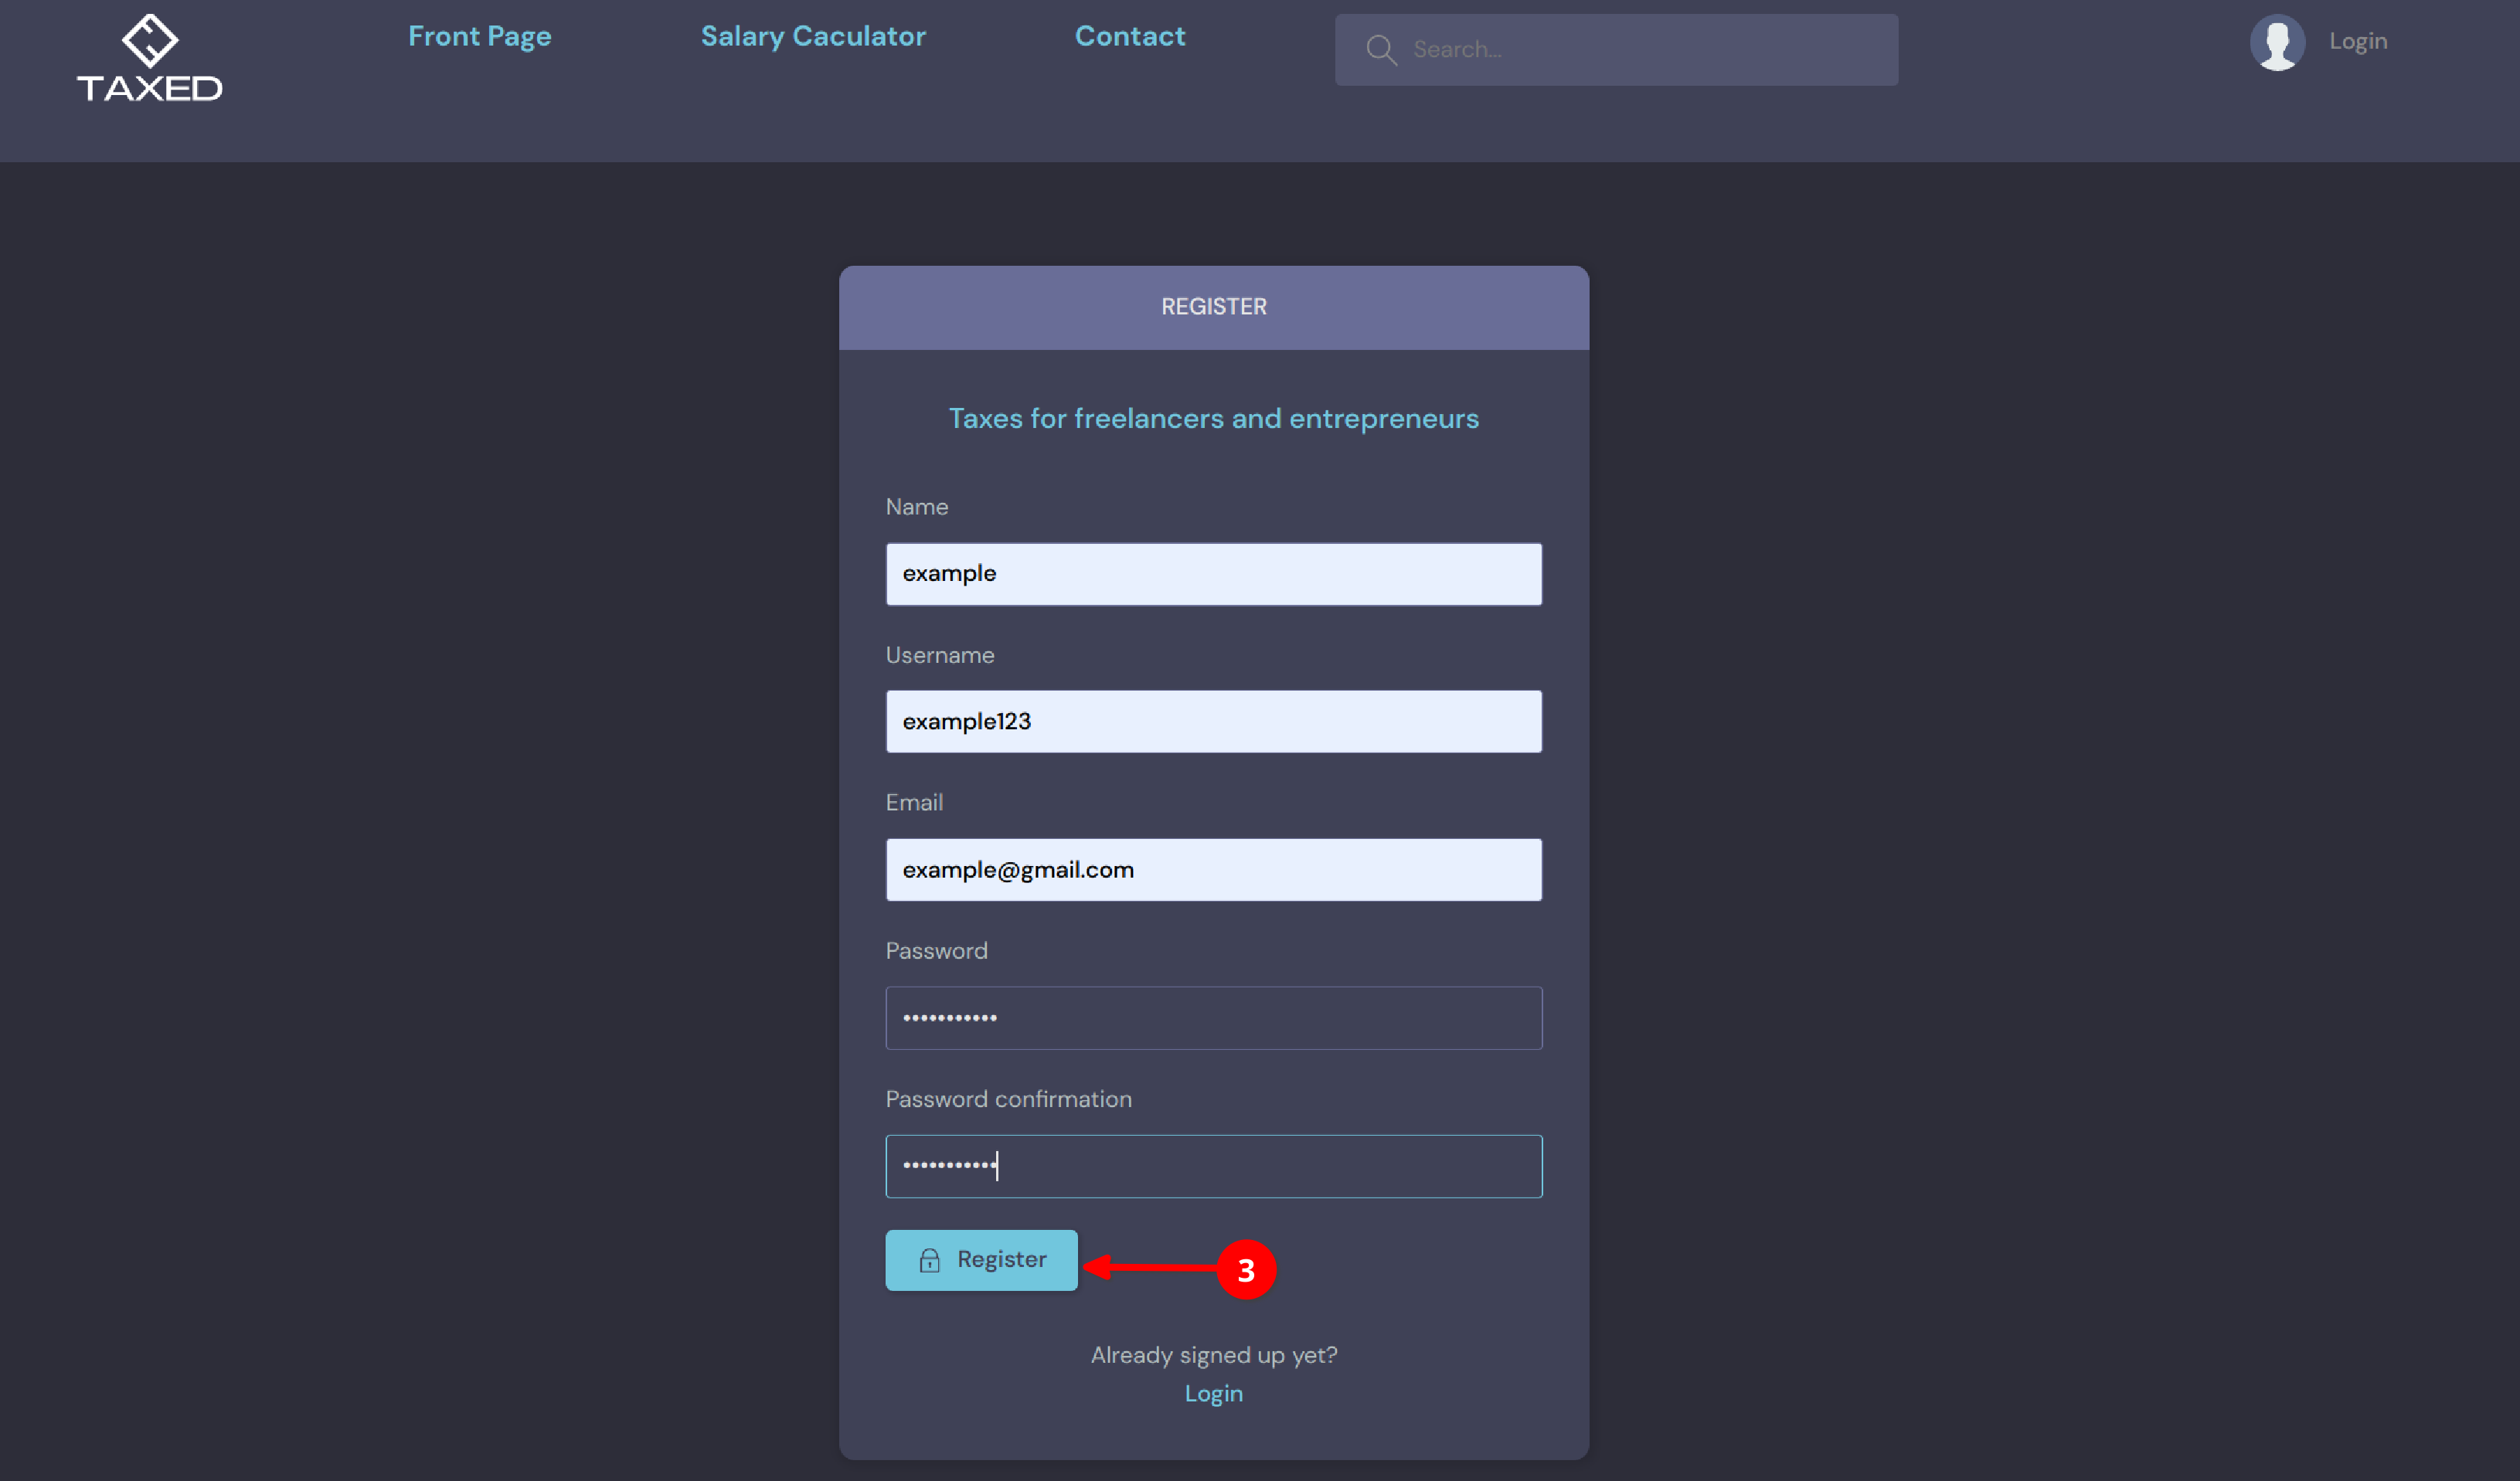 TAXED
Front Page
Salary Caculator
Contact
Search...
Login
REGISTER
Taxes for freelancers and entrepreneurs
Name
example
Username
example123
Email
example@gmail.com
Password
•••••••••••
Password confirmation
•••••••••••
Register
3
Already signed up yet?
Login